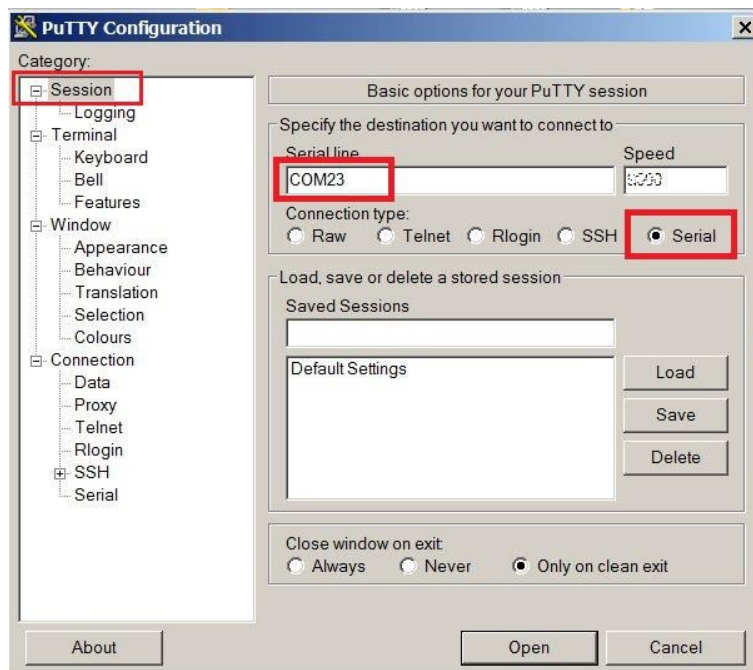 PuTTY Configuration
Category:
Session
Logging
Terminal
Keyboard
Bell
Features
Window
Appearance
Behaviour
Translation
Selection
Colours
Connection
Data
Proxy
Telnet
Rlogin
SSH
Serial
Basic options for your PuTTY session
Specify the destination you want to connect to
Serial line Speed
COM23
Connection type:
Raw Telnet Rlogin SSH Serial
Load, save or delete a stored session
Saved Sessions
Default Settings
Load
Save
Delete
Close window on exit:
Always Never Only on clean exit
About Open Cancel